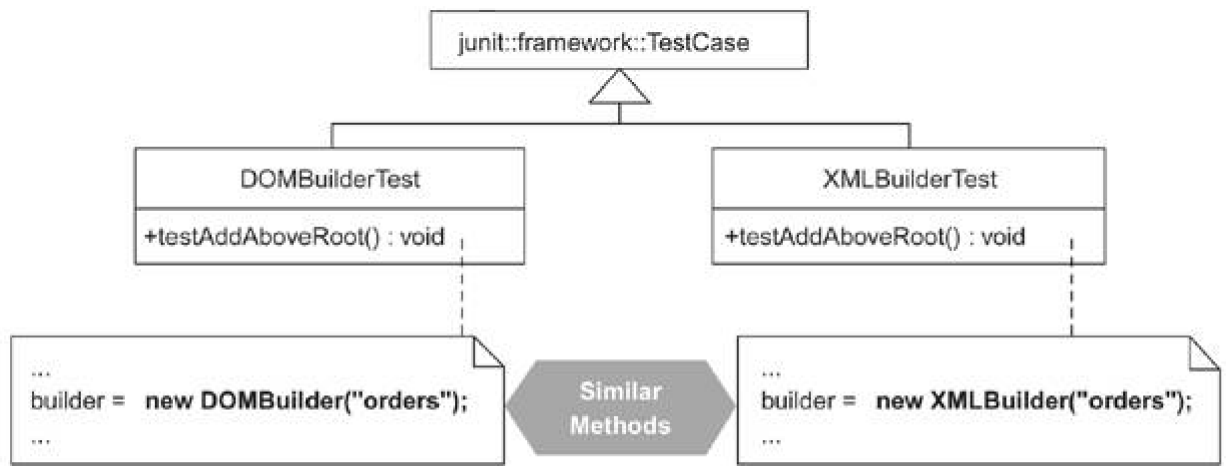 junit::framework::TestCase
DOMBuilderTest
+testAddAboveRoot() : void
XMLBuilderTest
+testAddAboveRoot() : void
...
builder = new DOMBuilder("orders");
...
Similar
Methods
...
builder = new XMLBuilder("orders");
...